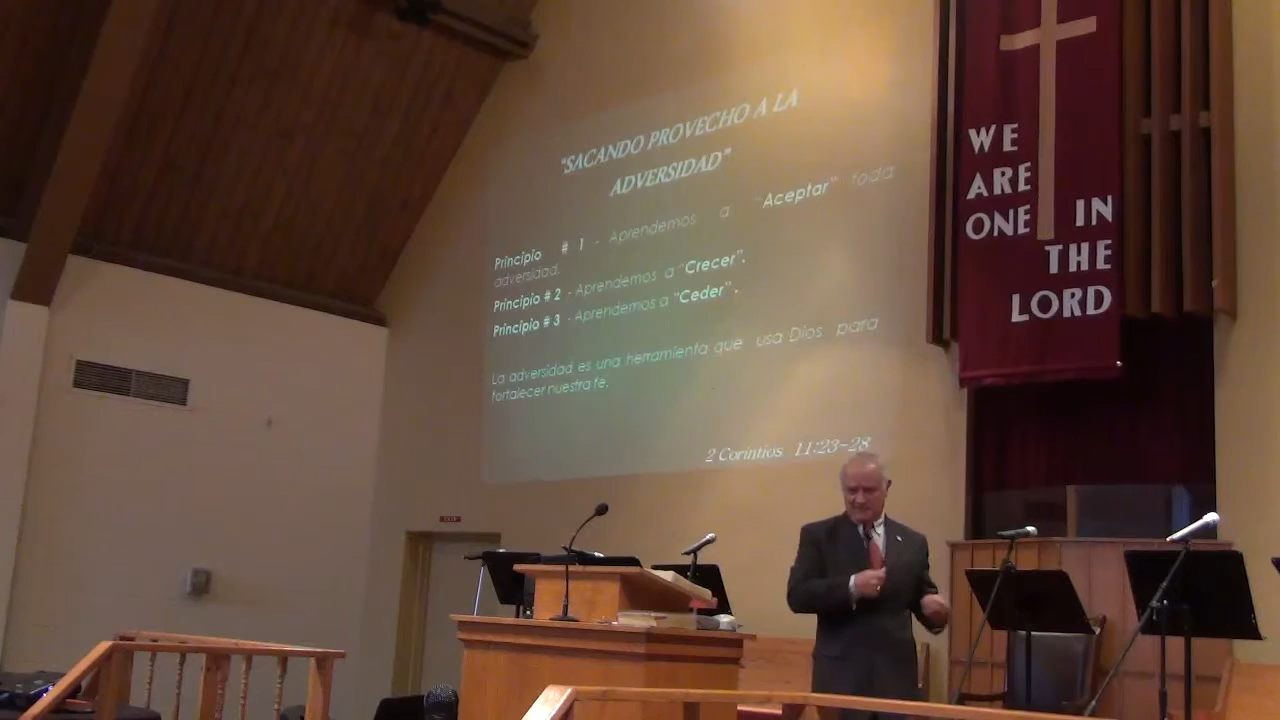 "SACANDO PROVECHO A LA
ADVERSIDAD"
Principio # 1 - Aprendemos a "Aceptar" toda
adversidad.
Principio # 2 - Aprendemos a "Crecer".
Principio # 3 - Aprendemos a "Ceder".
La adversidad es una herramienta que usa Dios para
fortalecer nuestra fe.
2 Corintios 11:23-28
WE
ARE
ONE IN
THE
LORD